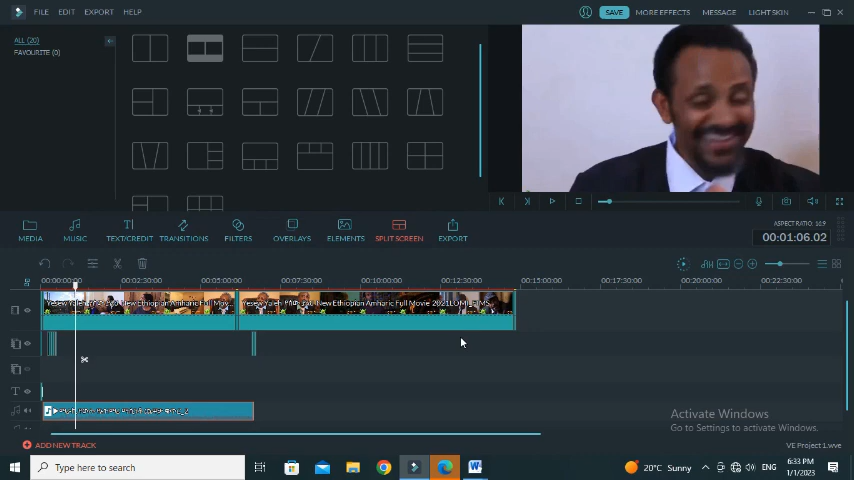 FILE EDIT EXPORT HELP
SAVE MORE EFFECTS MESSAGE LIGHT SKIN
ALL (20)
FAVOURITE (0)
MEDIA MUSIC TEXT/CREDIT TRANSITIONS FILTERS OVERLAYS ELEMENTS SPLIT SCREEN EXPORT
ASPECT RATIO: 16:9
00:01:06.02
00:00:00:00 00:02:30:00 00:05:00:00 00:07:30:00 00:10:00:00 00:12:30:00 00:15:00:00 00:17:30:00 00:20:00:00 00:22:30:00
Yesew Yaleh New Ethiopian Amharic Full Mov...
Yesew Yaleh New Ethiopian Amharic Full Movie 2021
Activate Windows
Go to Settings to activate Windows.
ADD NEW TRACK
VE Project 1.wve
Type here to search
20°C Sunny
ENG
6:33 PM
1/1/2023